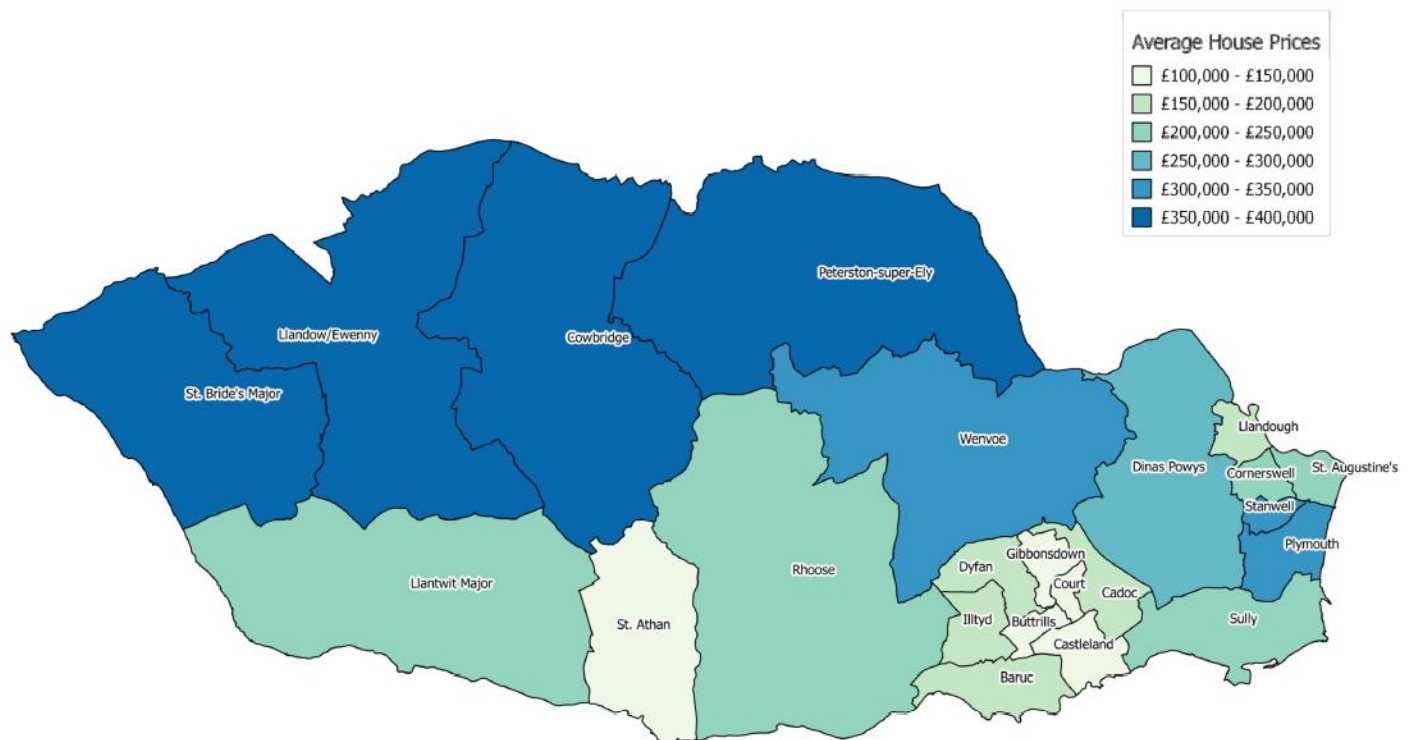 Average House Prices
£100,000 - £150,000
£150,000 - £200,000
£200,000 - £250,000
£250,000 - £300,000
£300,000 - £350,000
£350,000 - £400,000
Peterston-super-Ely
Llandow/Ewenny
Cowbridge
St. Bride's Major
Llandough
Wenvoe
Dinas Powys
St. Augustine's
Cornerswell
Stanwell
Plymouth
Gibbonsdown
Dyfan
Rhoose
Llantwit Major
Court
Cadoc
Illtyd
Buttrills
Sully
St. Athan
Castleland
Baruc